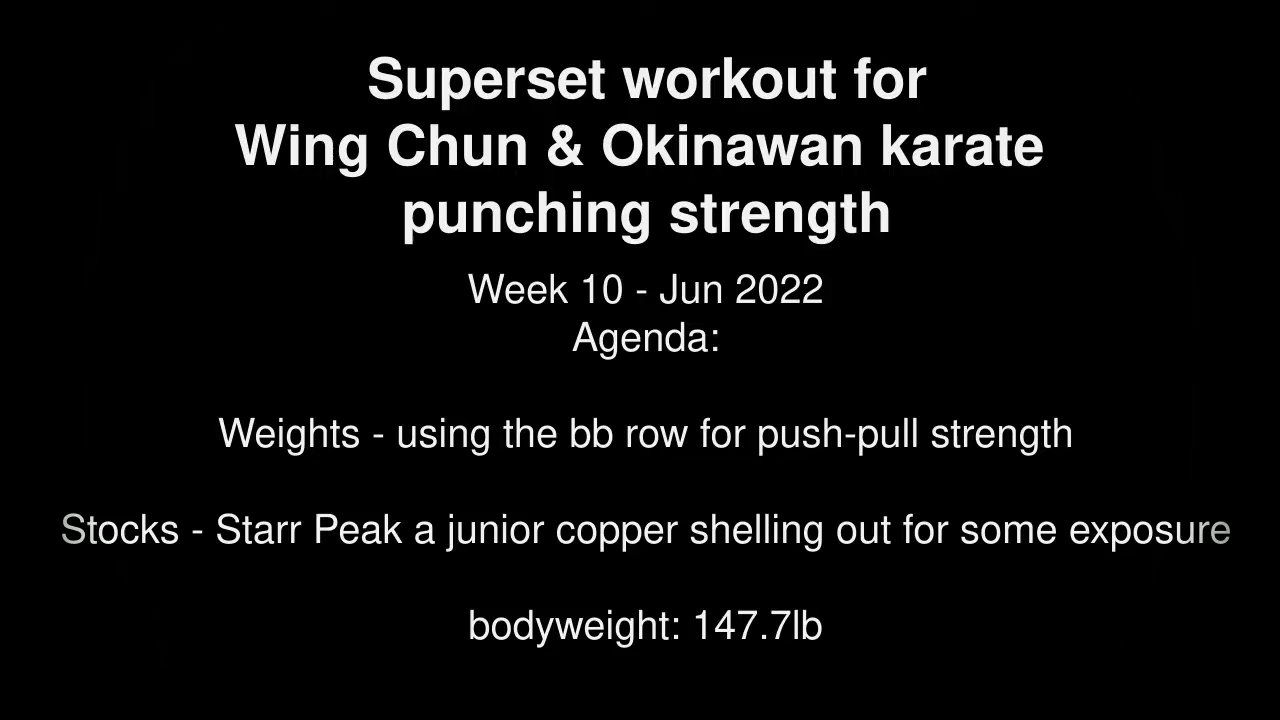 Superset workout for
Wing Chun & Okinawan karate
punching strength
Week 10 - Jun 2022
Agenda:
Weights - using the bb row for push-pull strength
Stocks - Starr Peak a junior copper shelling out for some exposure
bodyweight: 147.7lb